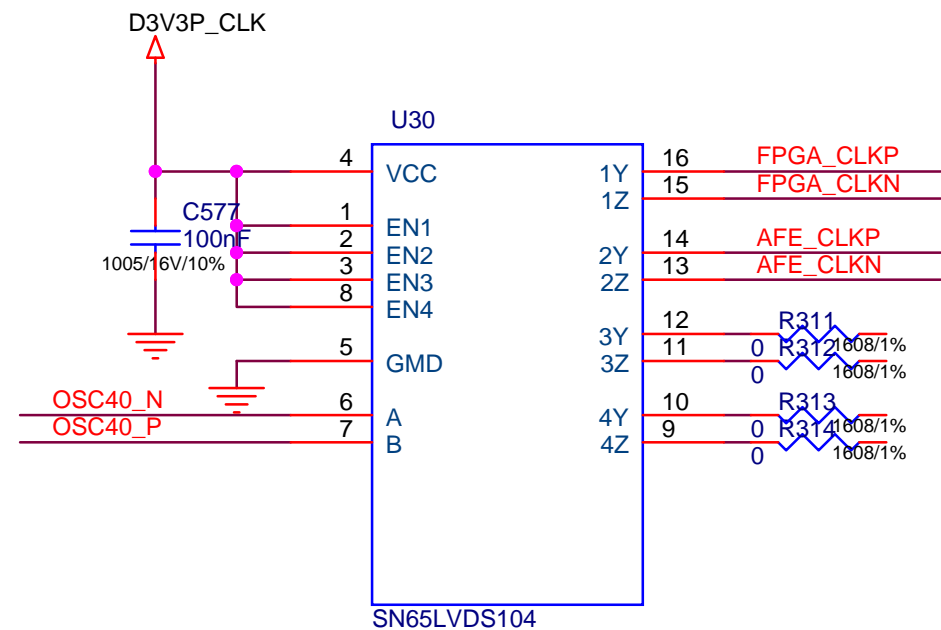 D3V3P_CLK
U30
4 VCC 1Y 16 FPGA_CLKP
1Z 15 FPGA_CLKN
C577
100nF
1005/16V/10%
1 EN1
2 EN2 2Y 14 AFE_CLKP
3 EN3 2Z 13 AFE_CLKN
8 EN4
3Y 12 R311 1608/1%
0
5 GMD 3Z 11 R312 1608/1%
0
OSC40_N 6 A 4Y 10 R313 1608/1%
0
OSC40_P 7 B 4Z 9 R314 1608/1%
0
SN65LVDS104